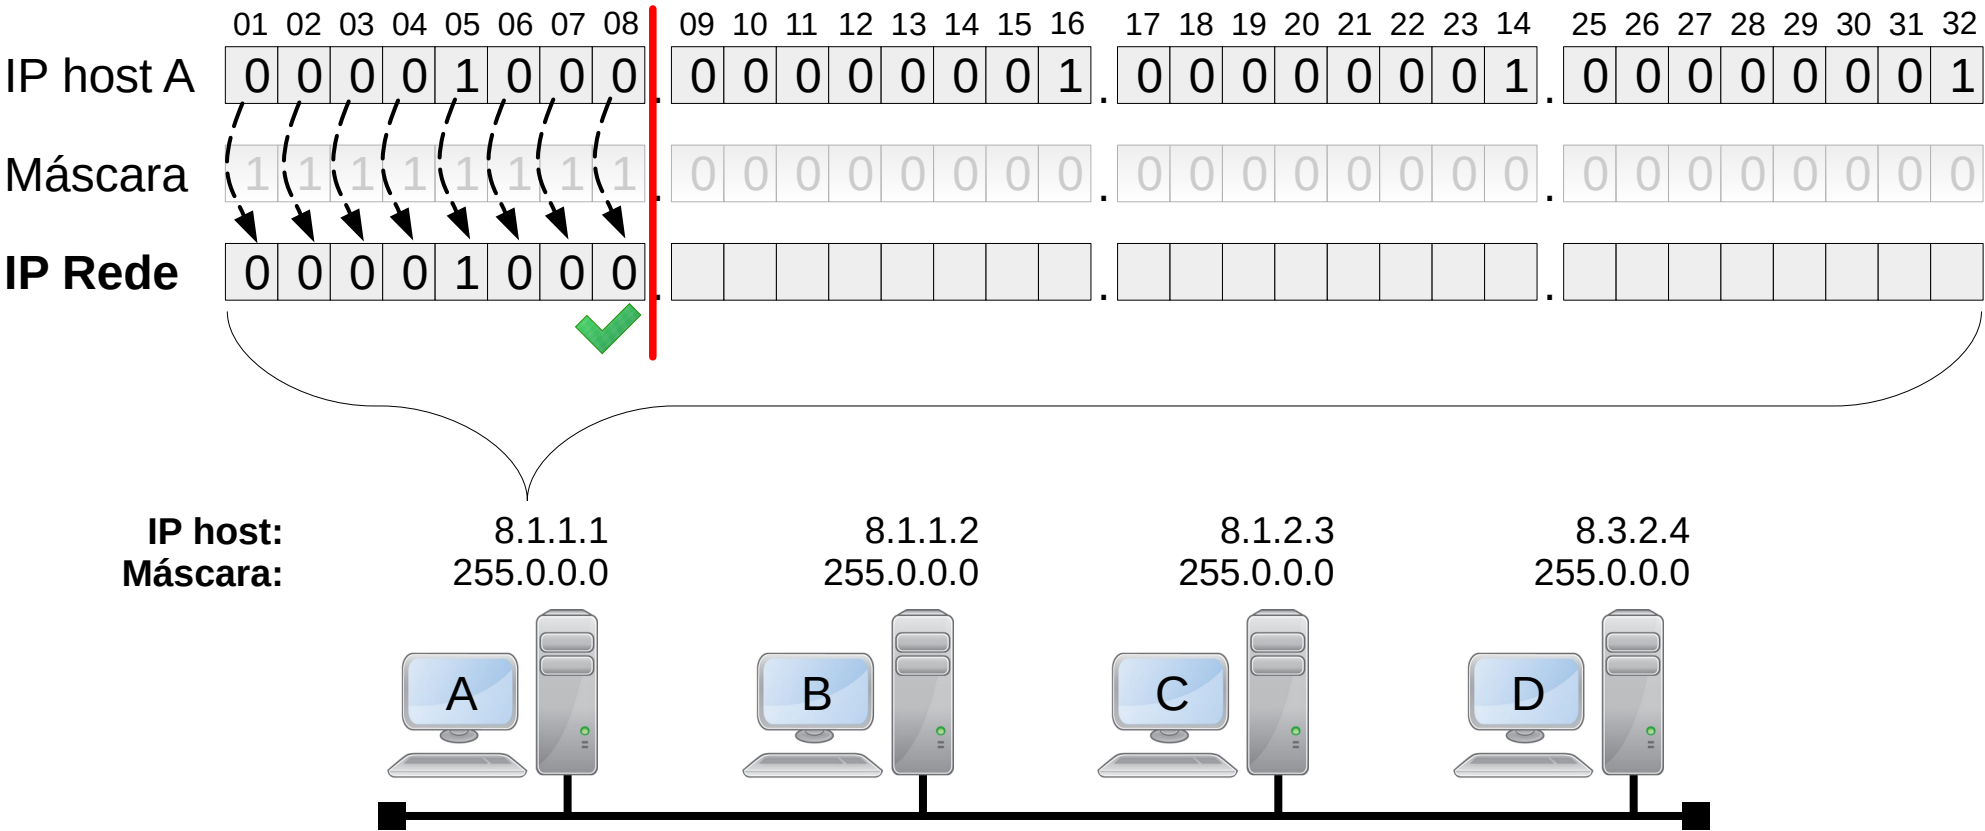 01 02 03 04 05 06 07 08 09 10 11 12 13 14 15 16 17 18 19 20 21 22 23 14 25 26 27 28 29 30 31 32
IP host A 0 0 0 0 1 0 0 0 . 0 0 0 0 0 0 0 1 . 0 0 0 0 0 0 0 1 . 0 0 0 0 0 0 0 1
Máscara 1 1 1 1 1 1 1 1 . 0 0 0 0 0 0 0 0 . 0 0 0 0 0 0 0 0 . 0 0 0 0 0 0 0 0
IP Rede 0 0 0 0 1 0 0 0 . . .
IP host: 8.1.1.1 8.1.1.2 8.1.2.3 8.3.2.4
Máscara: 255.0.0.0 255.0.0.0 255.0.0.0 255.0.0.0
A B C D